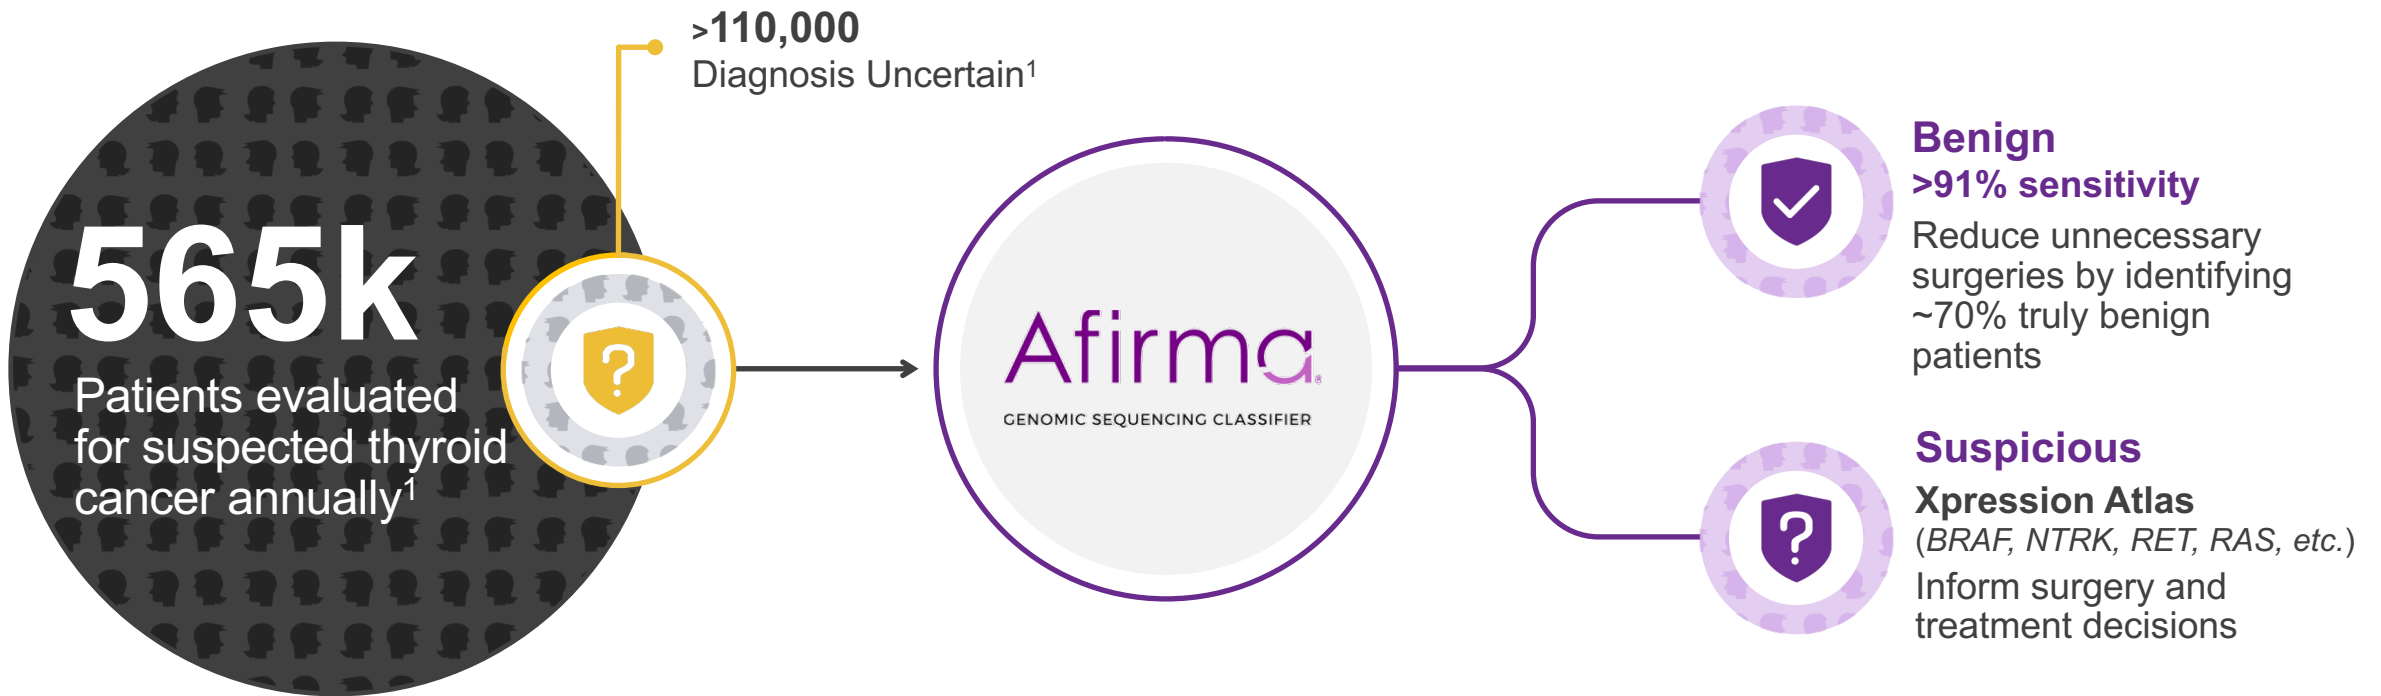 >110,000
Diagnosis Uncertain¹
565k
Patients evaluated
for suspected thyroid
cancer annually¹
?
Afirma®
GENOMIC SEQUENCING CLASSIFIER
Benign
>91% sensitivity
Reduce unnecessary
surgeries by identifying
~70% truly benign
patients
?
Suspicious
Xpression Atlas
(BRAF, NTRK, RET, RAS, etc.)
Inform surgery and
treatment decisions